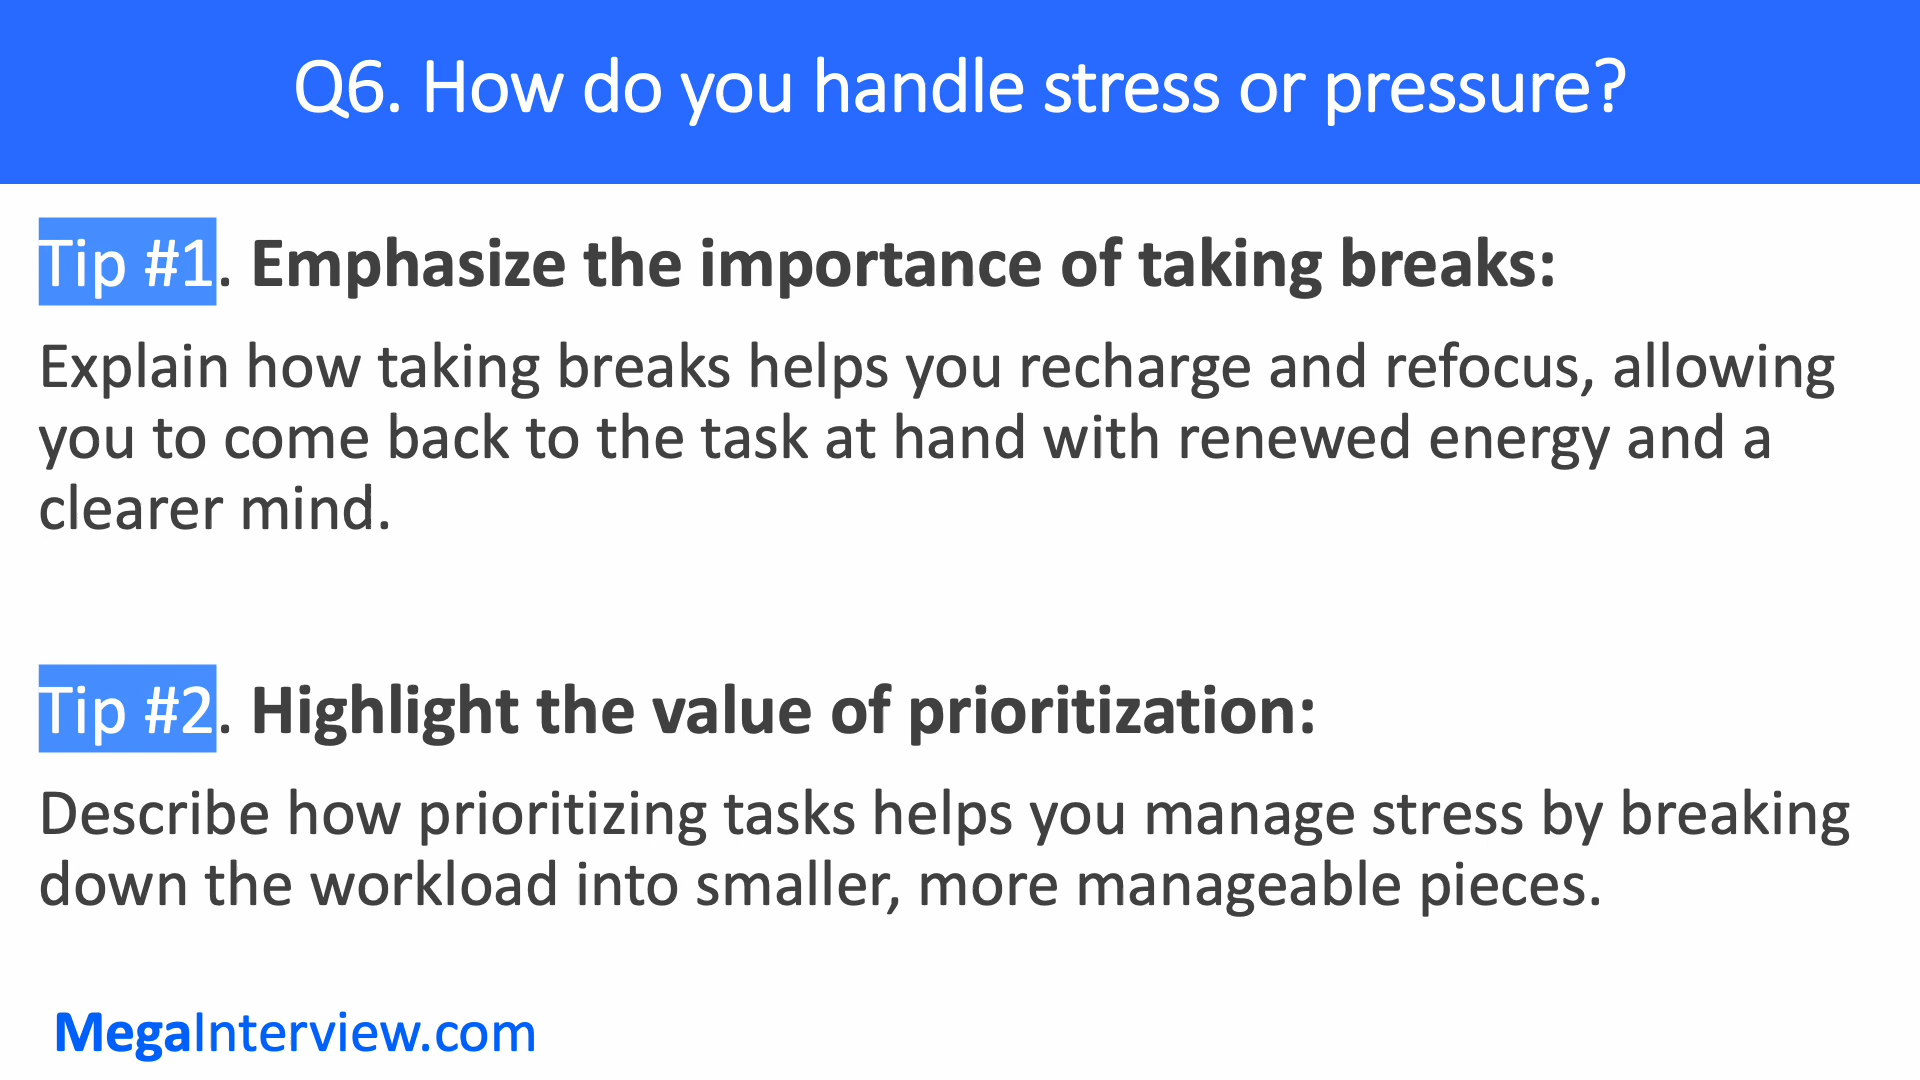 Q6. How do you handle stress or pressure?
Tip #1. Emphasize the importance of taking breaks:
Explain how taking breaks helps you recharge and refocus, allowing
you to come back to the task at hand with renewed energy and a
clearer mind.
Tip #2. Highlight the value of prioritization:
Describe how prioritizing tasks helps you manage stress by breaking
down the workload into smaller, more manageable pieces.
MegaInterview.com